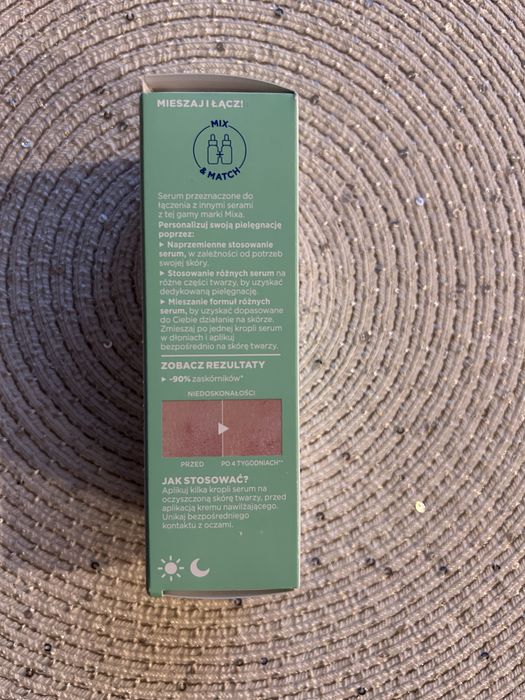 MIESZAJ I ŁĄCZ!
MIX
& MATCH
Serum przeznaczone do
łączenia z innymi serami
z tej gamy marki Mixa.
Personalizuj swoją pielęgnację
poprzez:
▶ Naprzemienne stosowanie
serum, w zależności od potrzeb
swojej skóry.
▶ Stosowanie różnych serum na
różne części twarzy, by uzyskać
dedykowaną pielęgnację.
▶ Mieszanie formuł różnych
serum, by uzyskać dopasowane
do Ciebie działanie na skórze.
Zmieszaj po jednej kropli serum
w dłoniach i aplikuj
bezpośrednio na skórę twarzy.
ZOBACZ REZULTATY
▶ -90% zaskórników*
NIEDOSKONAŁOŚCI
PRZED PO 4 TYGODNIACH**
JAK STOSOWAĆ?
Aplikuj kilka kropli serum na
oczyszczoną skórę twarzy, przed
aplikacją kremu nawilżającego.
Unikaj bezpośredniego
kontaktu z oczami.